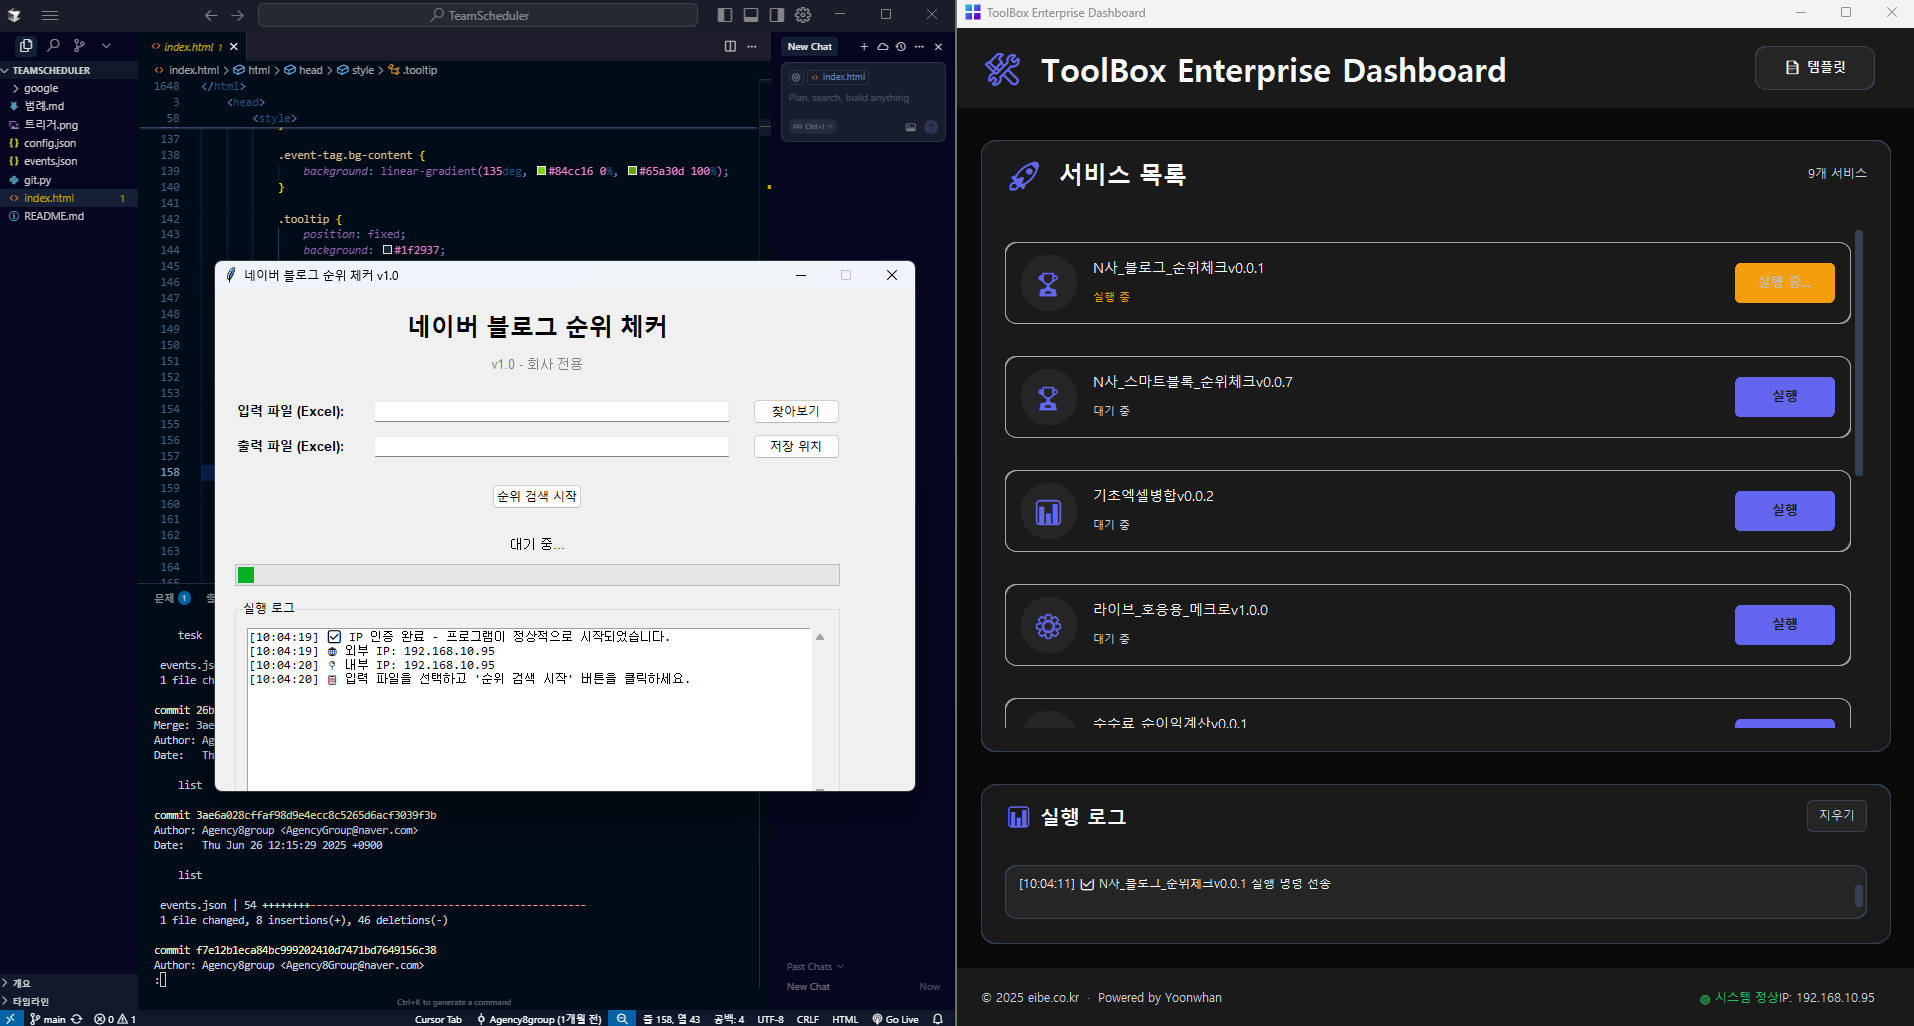 TeamScheduler
TEAMSCHEDULER
google
범례.md
트리거.png
config.json
events.json
git.py
index.html 1
README.md
개요
타임라인
index.html 1
index.html > html > head > style > .tooltip
1648 </html>
3 <head>
58 <style>
137
138 .event-tag.bg-content {
139 background: linear-gradient(135deg, #84cc16 0%, #65a30d 100%);
140 }
141
142 .tooltip {
143 position: fixed;
144 background: #1f2937;
145
146
147
148
149
150
151
152
153
154
155
156
157
158
159
160
161
162
163
164
165
문제 1
tesk
1 file ch
commit 26b
Merge: 3ae
Author: Ag
Date: Th
list
commit 3ae6a028cffaf98d9e4ecc8c5265d6acf3039f3b
Author: Agency8group <AgencyGroup@naver.com>
Date: Thu Jun 26 12:15:29 2025 +0900
list
events.json | 54 ++++++++----------------------------------------------
1 file changed, 8 insertions(+), 46 deletions(-)
commit f7e12b1eca84bc999202410d7471bd7649156c38
Author: Agency8group <Agency8Group@naver.com>
:
Ctrl+K to generate a command
New Chat
@ index.html
Plan, search, build anything
Ctrl+I
Past Chats
New Chat Now
main 0 1
Cursor Tab Agency8group (1개월 전) 줄 158, 열 43 공백: 4 UTF-8 CRLF HTML Go Live
네이버 블로그 순위 체커 v1.0
네이버 블로그 순위 체커
v1.0 - 회사 전용
입력 파일 (Excel): 찾아보기
출력 파일 (Excel): 저장 위치
순위 검색 시작
대기 중...
실행 로그
[10:04:19] IP 인증 완료 - 프로그램이 정상적으로 시작되었습니다.
[10:04:19] 외부 IP: 192.168.10.95
[10:04:20] 내부 IP: 192.168.10.95
[10:04:20] 입력 파일을 선택하고 '순위 검색 시작' 버튼을 클릭하세요.
ToolBox Enterprise Dashboard
ToolBox Enterprise Dashboard
템플릿
서비스 목록
9개 서비스
N사_블로그_순위체크v0.0.1
실행 중
실행 중...
N사_스마트블록_순위체크v0.0.7
대기 중
실행
기초엑셀병합v0.0.2
대기 중
실행
라이브_호응용_메크로v1.0.0
대기 중
실행
수수료_순이익계산v0.0.1
실행 로그
지우기
[10:04:11] N사_블로그_순위체크v0.0.1 실행 명령 전송
© 2025 eibe.co.kr · Powered by Yoonwhan
시스템 정상IP: 192.168.10.95